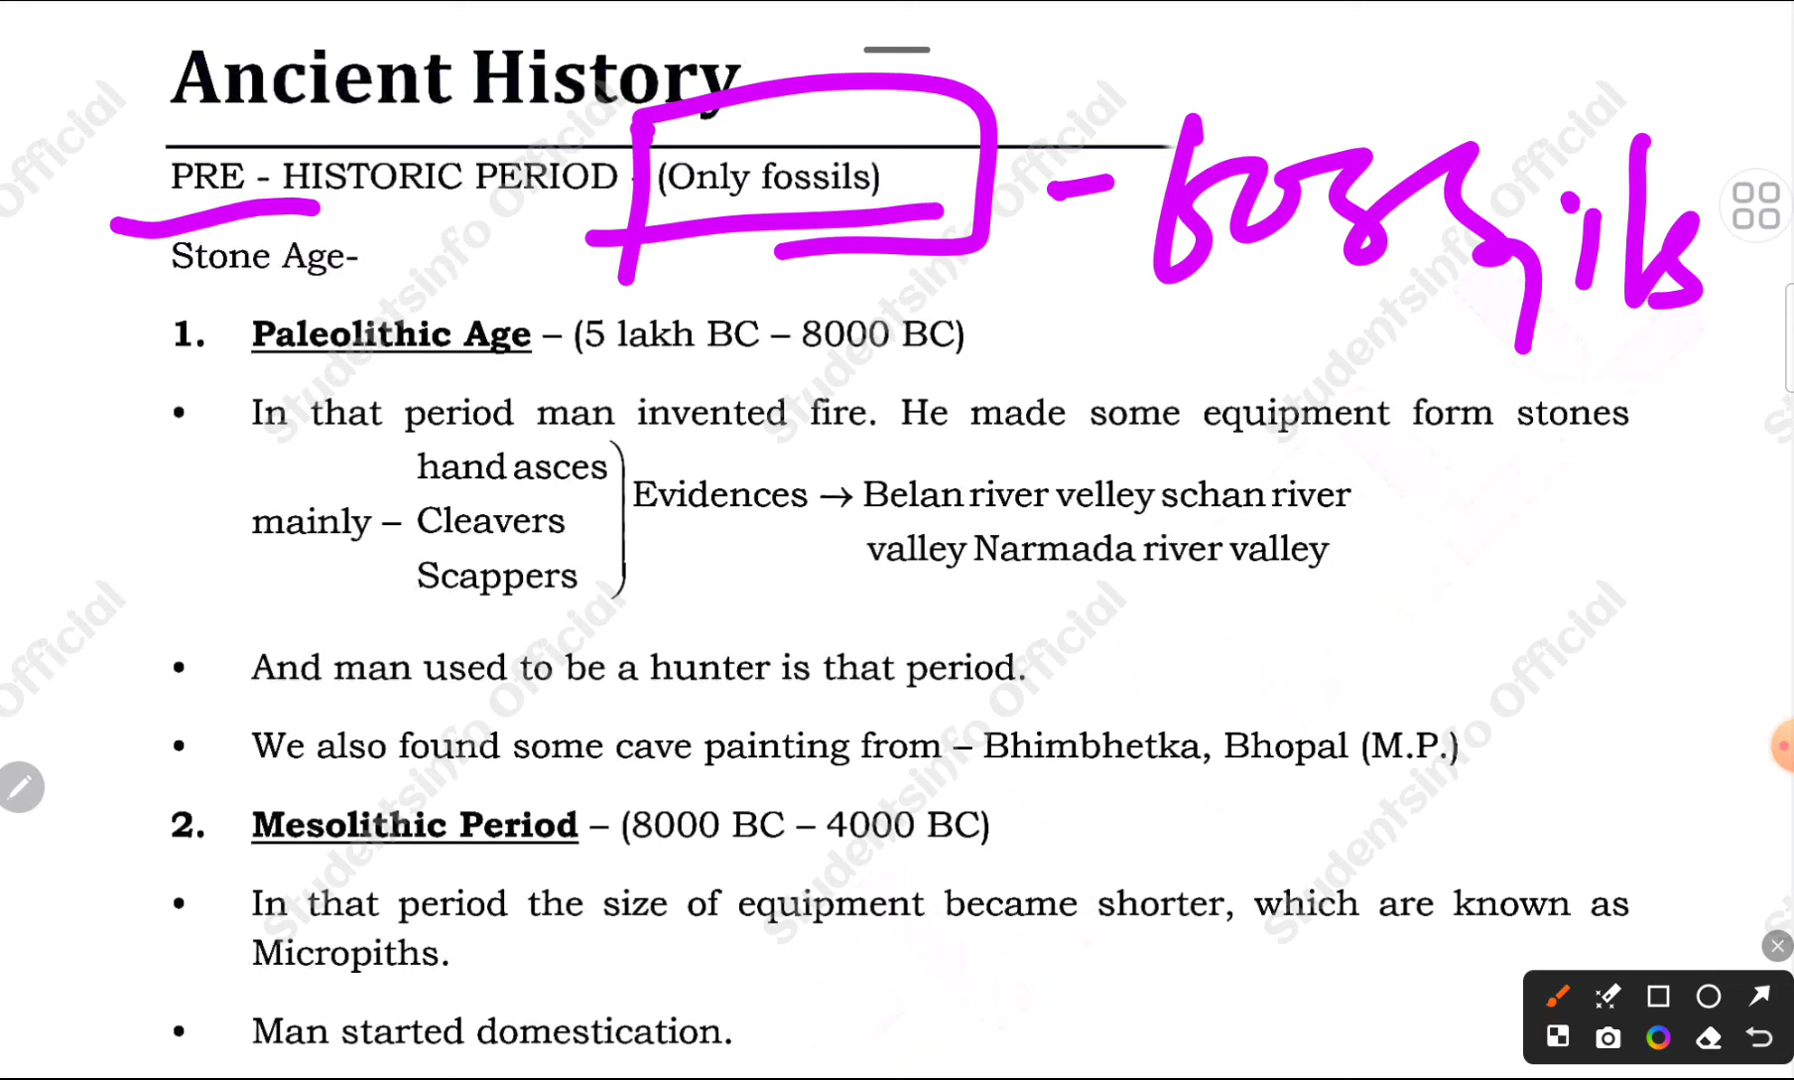 Ancient History
PRE - HISTORIC PERIOD - (Only fossils) - fossils
Stone Age-
1. Paleolithic Age – (5 lakh BC – 8000 BC)
• In that period man invented fire. He made some equipment form stones
hand asces
mainly – Cleavers
Scappers
Evidences → Belan river velley schan river
valley Narmada river valley
• And man used to be a hunter is that period.
• We also found some cave painting from – Bhimbhetka, Bhopal (M.P.)
2. Mesolithic Period – (8000 BC – 4000 BC)
• In that period the size of equipment became shorter, which are known as
Micropiths.
• Man started domestication.
Studentsinfo Official